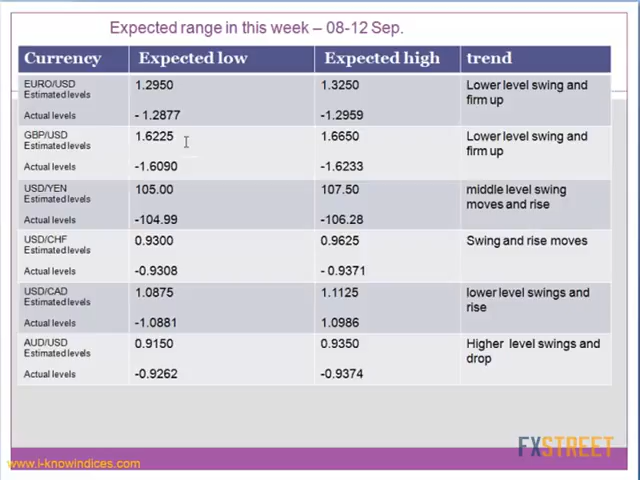 Expected range in this week – 08-12 Sep.
Currency Expected low Expected high trend
EURO/USD 1.2950 1.3250 Lower level swing and
Estimated levels firm up
Actual levels - 1.2877 -1.2959
GBP/USD 1.6225 1.6650 Lower level swing and
Estimated levels firm up
Actual levels -1.6090 -1.6233
USD/YEN 105.00 107.50 middle level swing
Estimated levels moves and rise
Actual levels -104.99 -106.28
USD/CHF 0.9300 0.9625 Swing and rise moves
Estimated levels
Actual levels -0.9308 - 0.9371
USD/CAD 1.0875 1.1125 lower level swings and
Estimated levels rise
Actual levels -1.0881 1.0986
AUD/USD 0.9150 0.9350 Higher level swings and
Estimated levels drop
Actual levels -0.9262 -0.9374
FXSTREET
www.i-knowindices.com